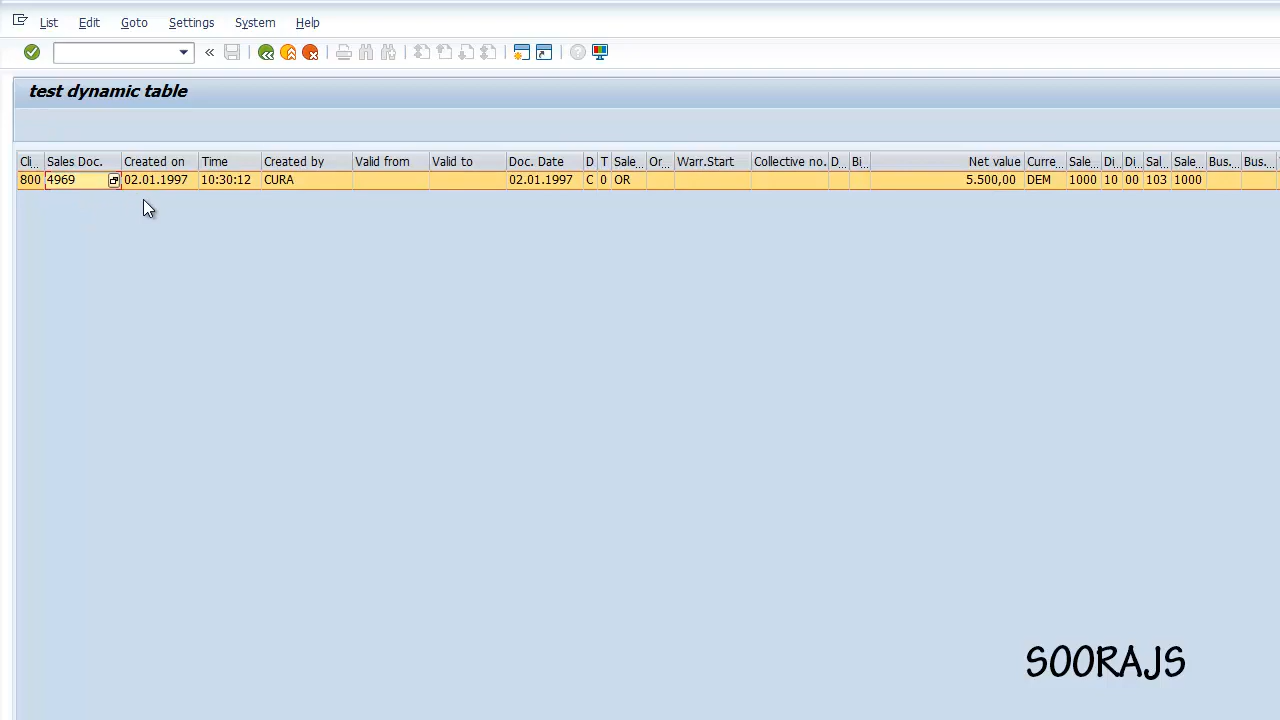 List Edit Goto Settings System Help
test dynamic table
Cli... Sales Doc. Created on Time Created by Valid from Valid to Doc. Date D T Sale... Or... Warr.Start Collective no. D... Bi... Net value Curre... Sale... Di... Di... Sal... Sale... Bus... Bus...
800 4969 02.01.1997 10:30:12 CURA 02.01.1997 C 0 OR 5.500,00 DEM 1000 10 00 103 1000
SOORAJS